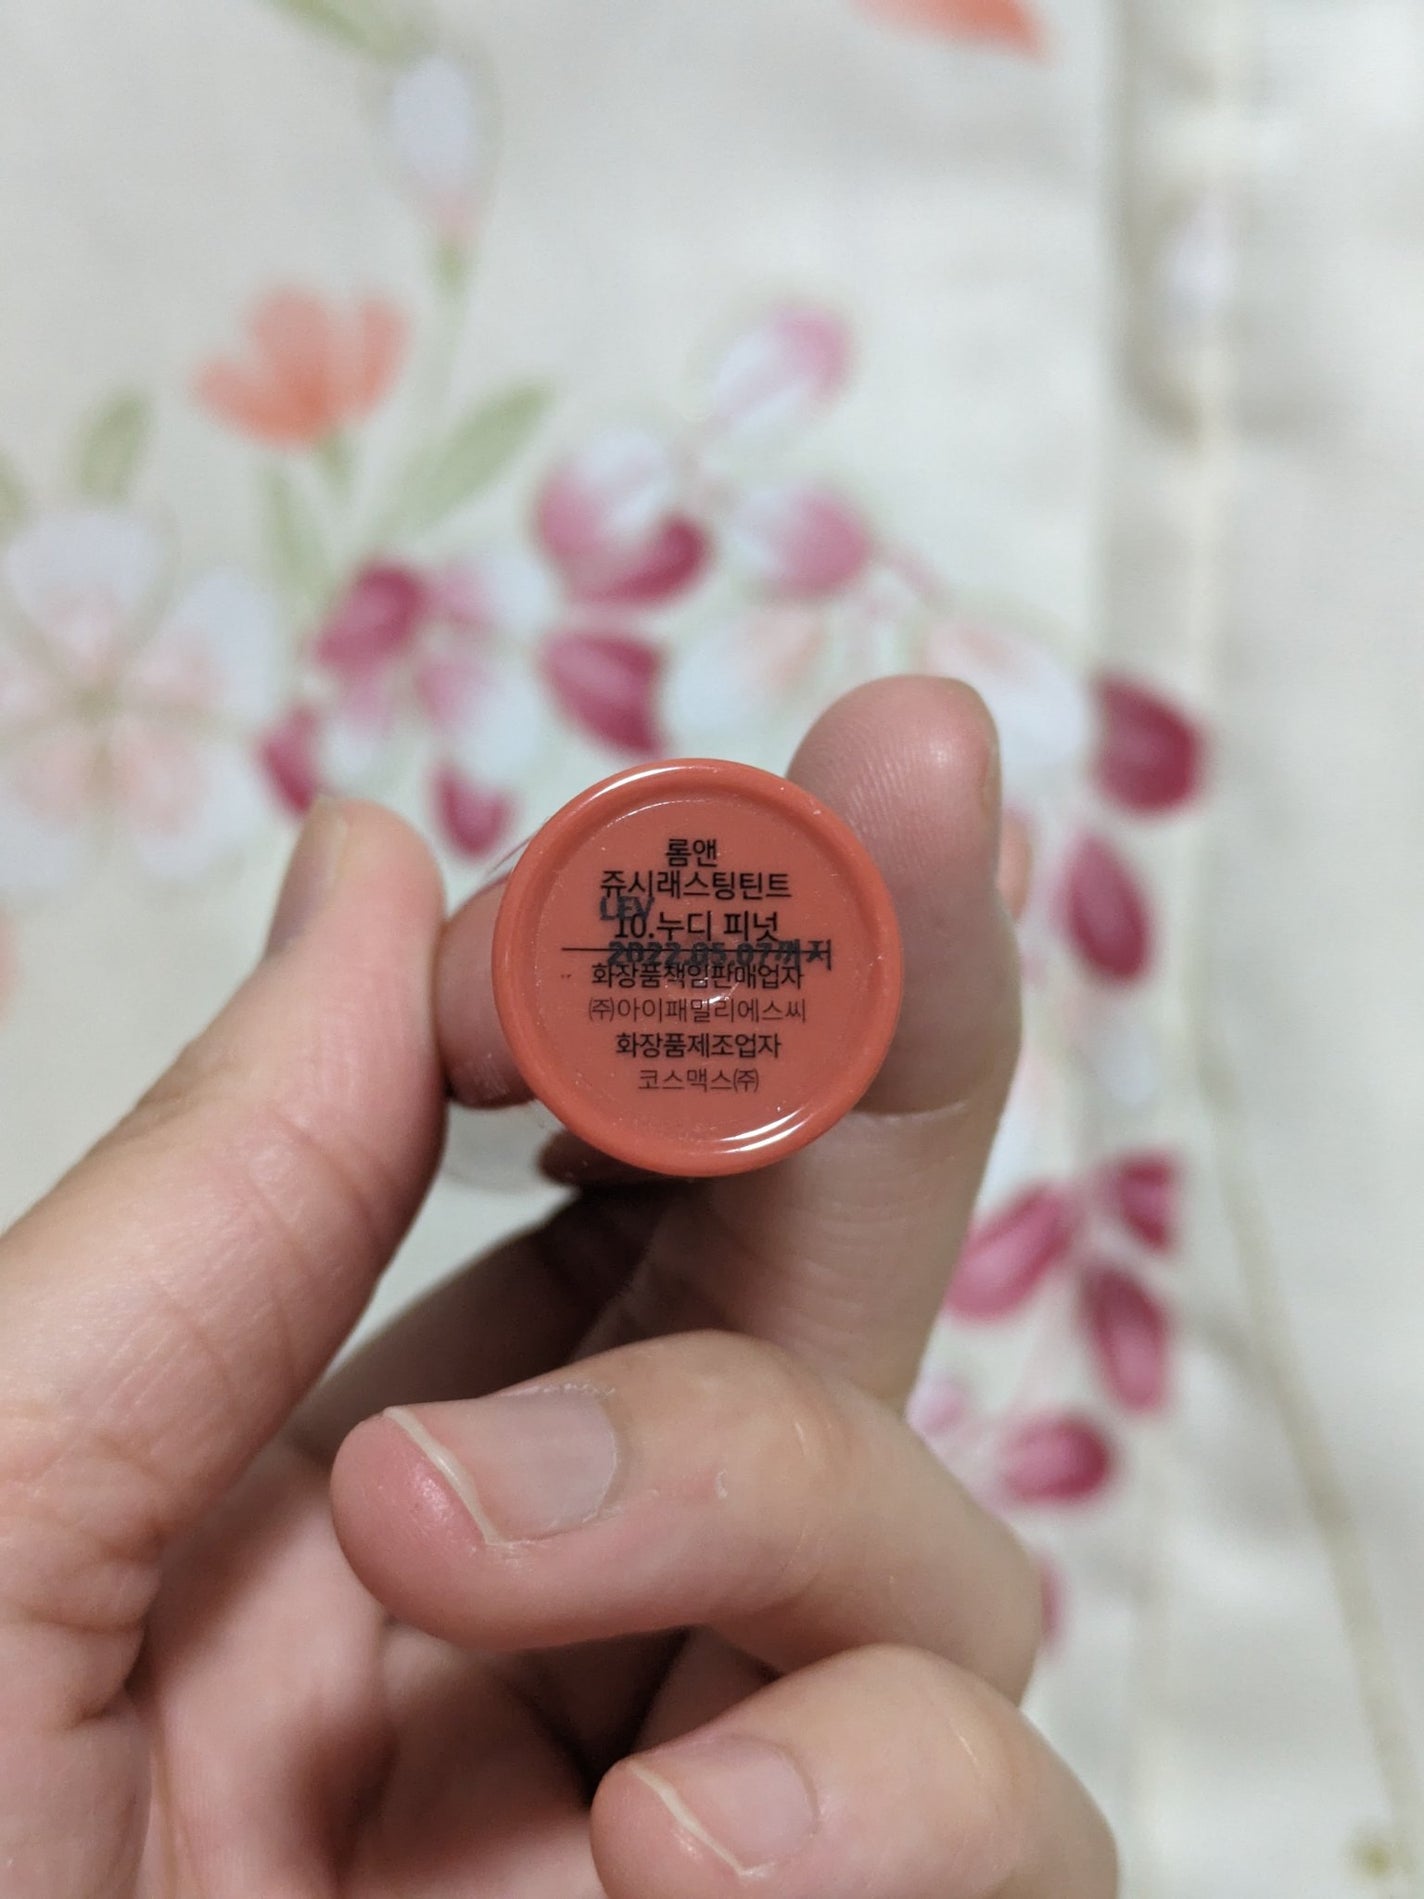 롬앤
쥬시래스팅틴트
LEV
10.누디 피넛
2022.05.07까지
화장품책임판매업자
㈜아이패밀리에스씨
화장품제조업자
코스맥스㈜